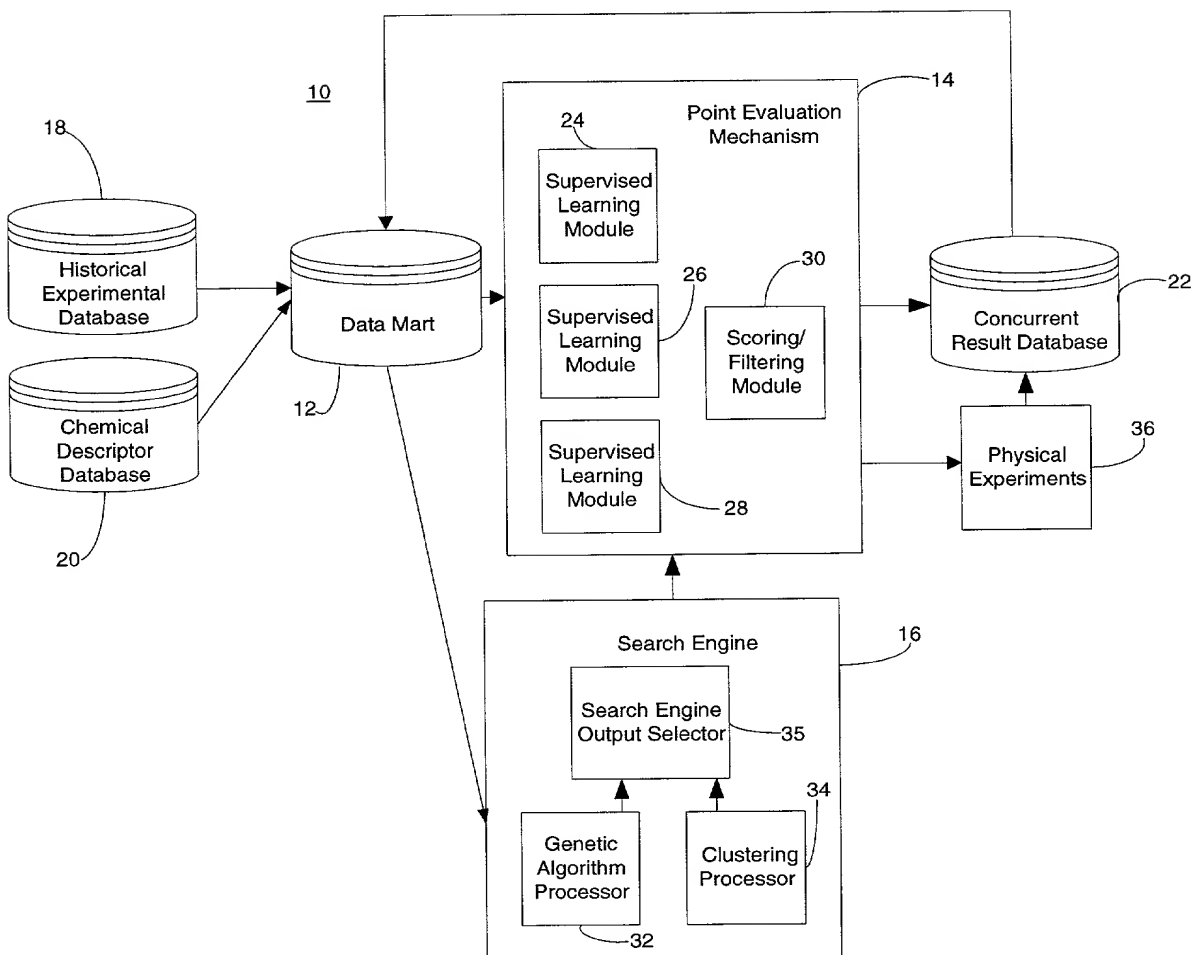 10
14
18
24
Point Evaluation
Mechanism
Supervised
Learning
Module
Historical
Experimental
Database
Data Mart
26
30
Supervised
Learning
Module
Scoring/
Filtering
Module
22
Concurrent
Result Database
12
Chemical
Descriptor
Database
20
Supervised
Learning
Module
28
Physical
Experiments
36
Search Engine
16
Search Engine
Output Selector
35
34
Genetic
Algorithm
Processor
Clustering
Processor
32